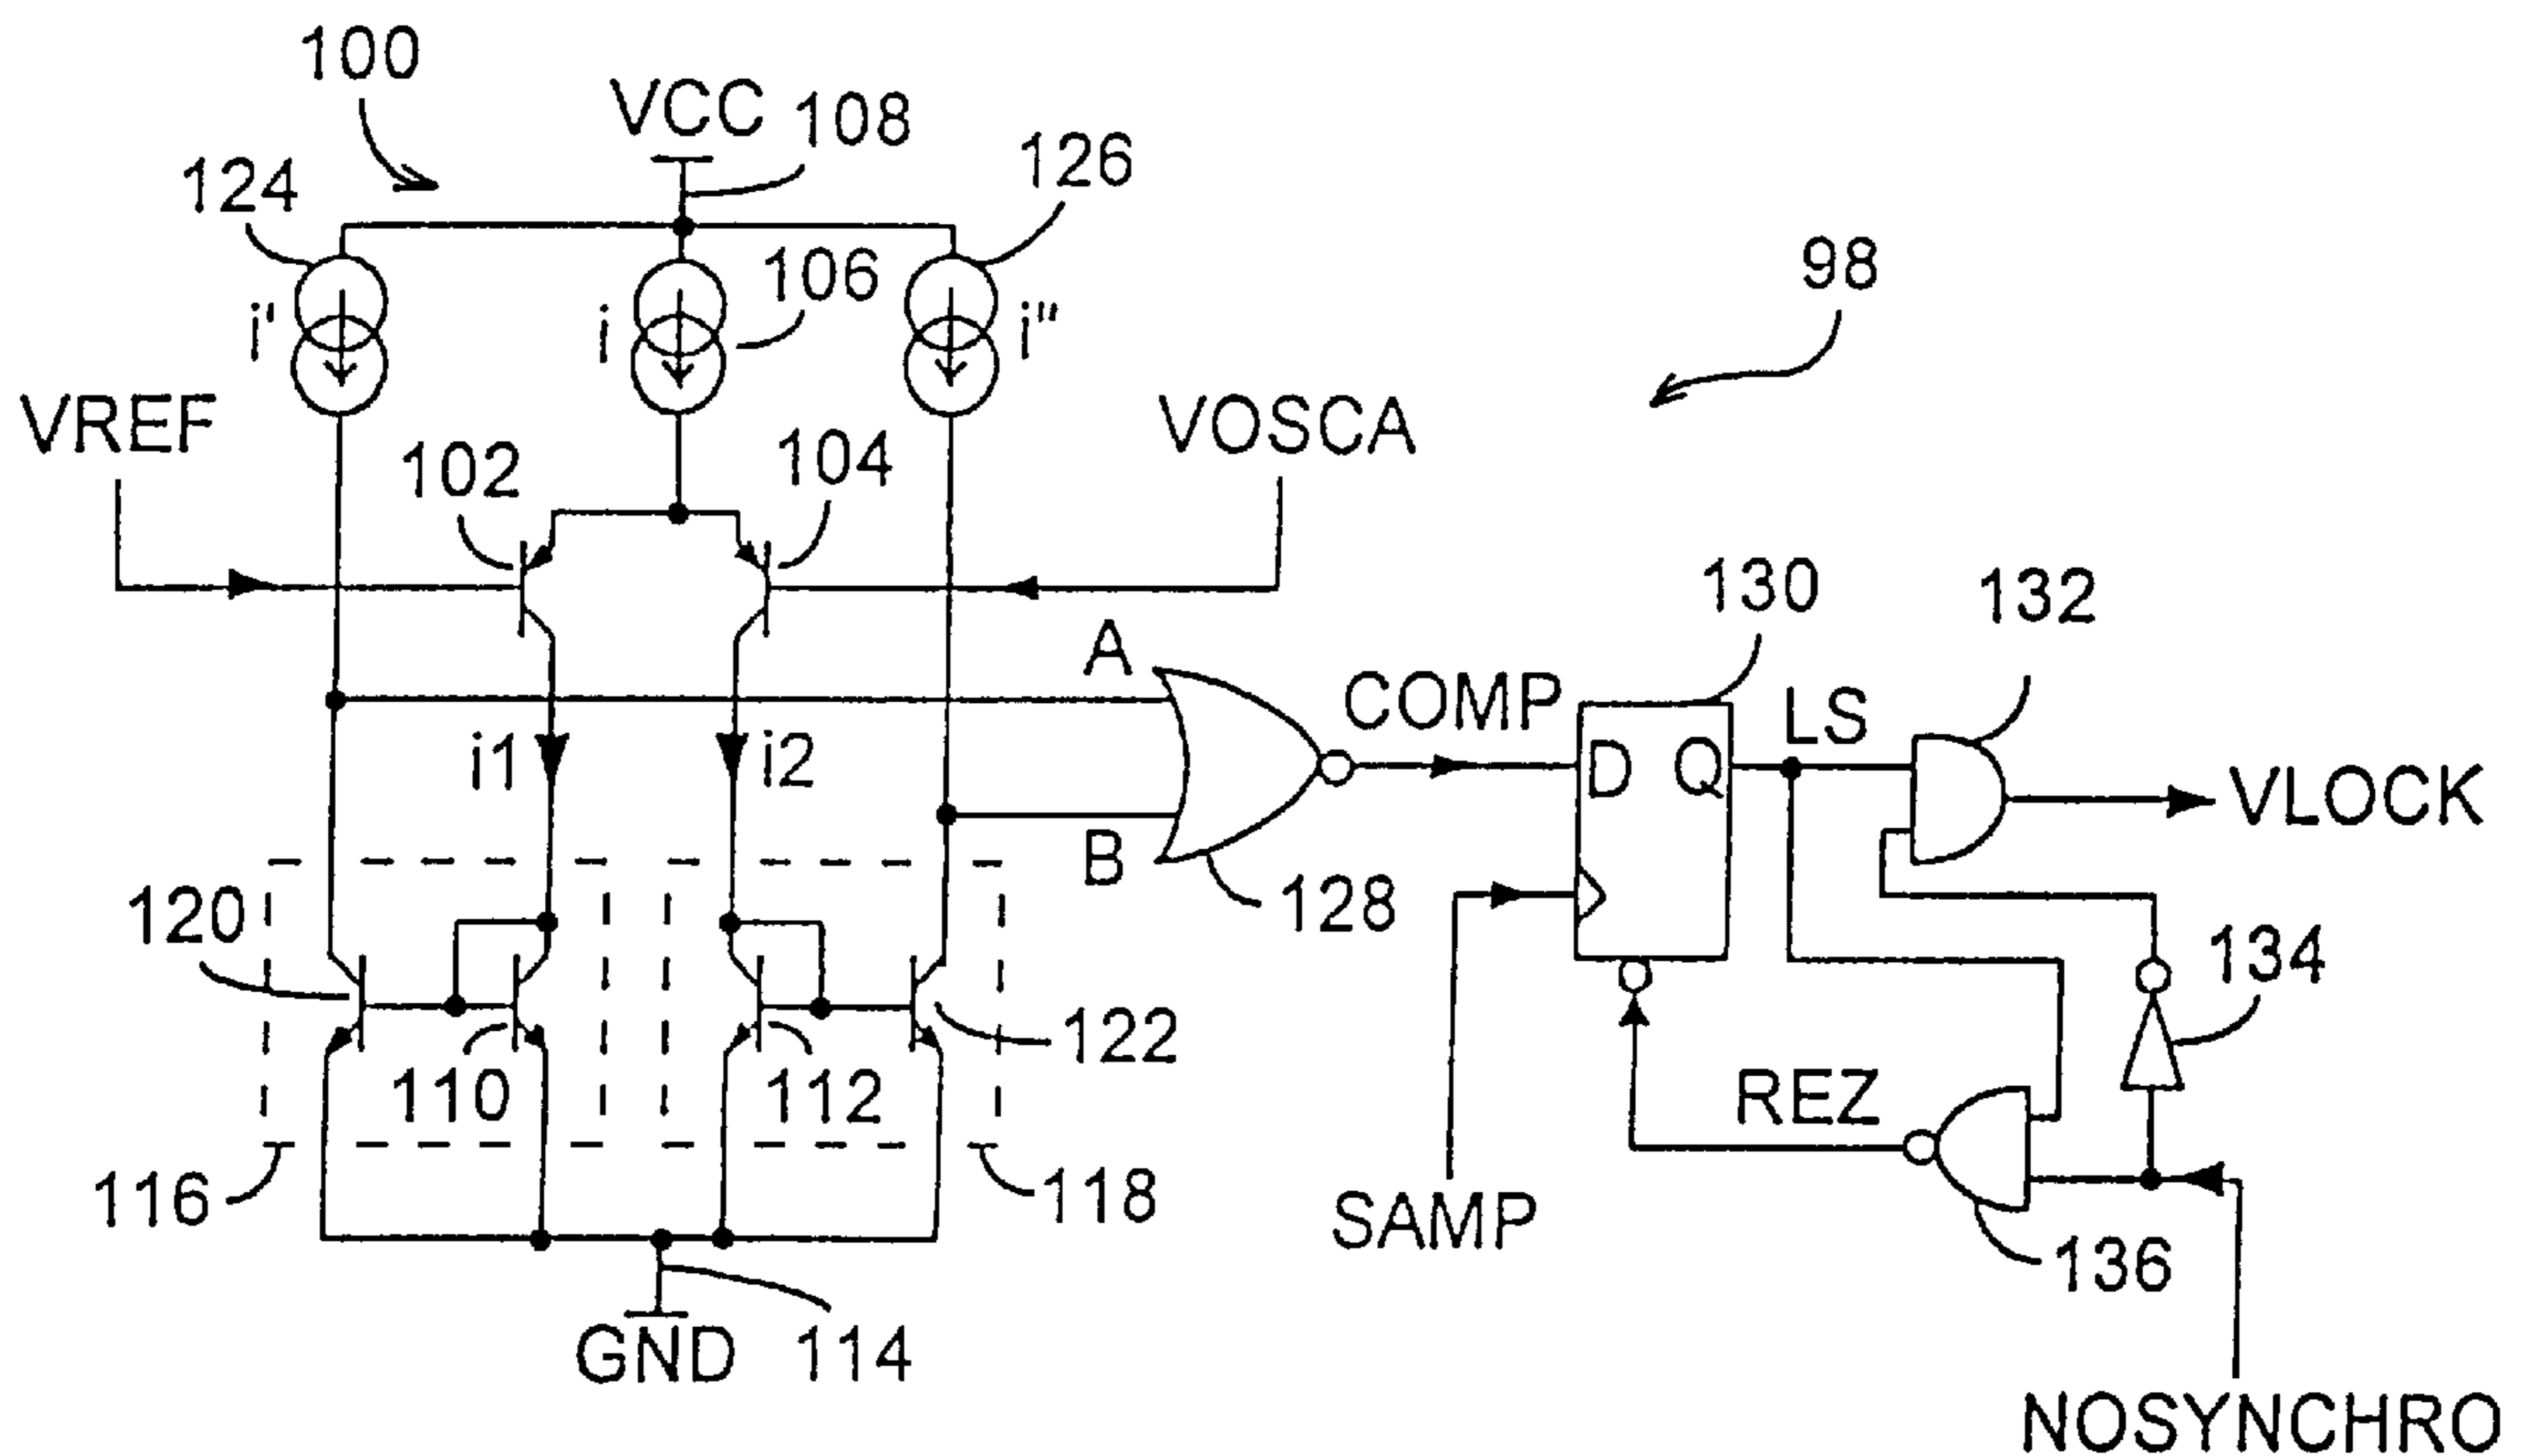 100
VCC
108
124
126
106
98
i'
i
i"
VREF
102
104
VOSCA
130
132
A
COMP
LS
i1
i2
D
Q
VLOCK
B
128
120
134
110
112
122
REZ
116
118
SAMP
136
GND
114
NOSYNCHRO